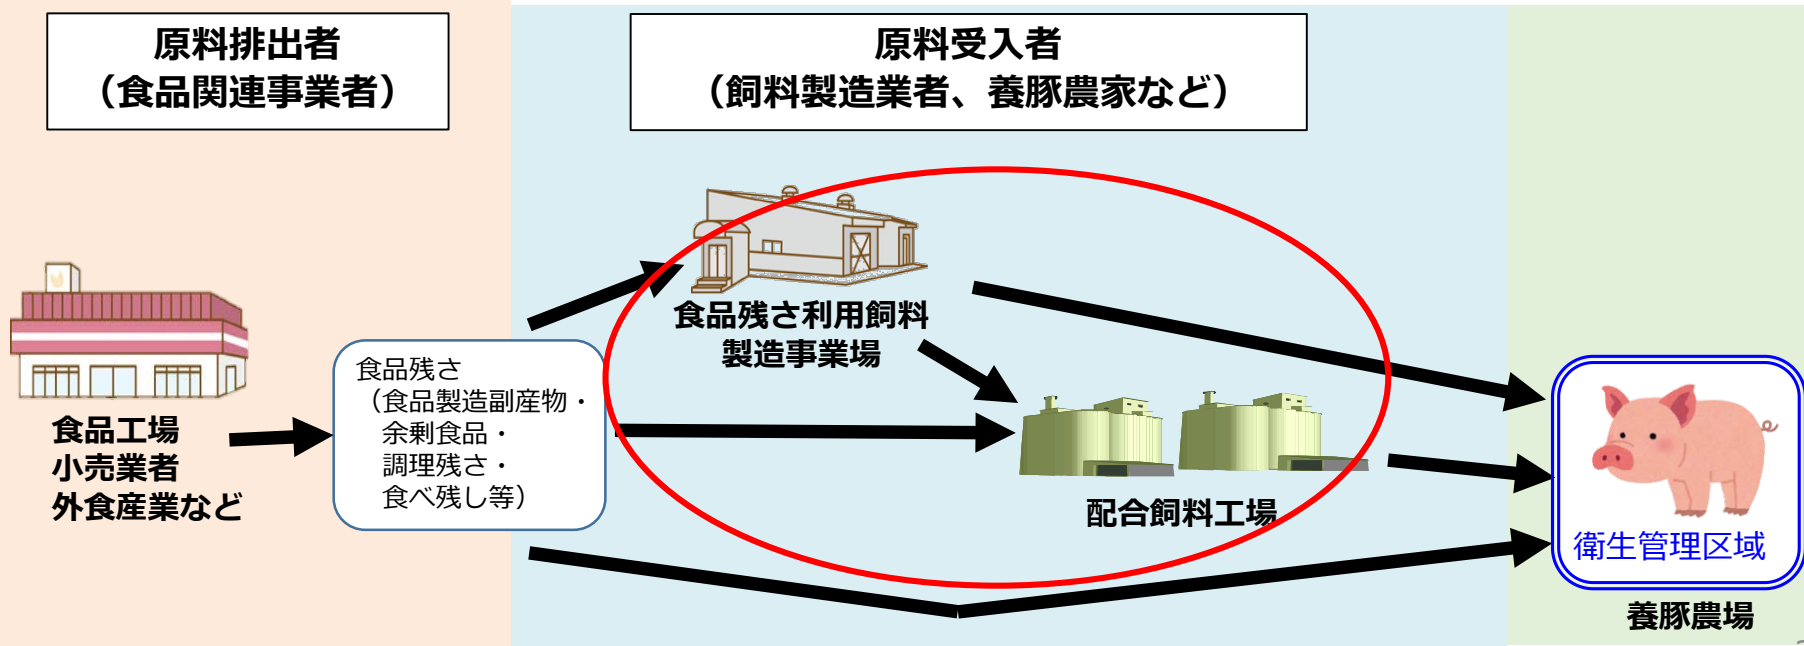 原料排出者
（食品関連事業者）
原料受入者
（飼料製造業者、養豚農家など）
食品残さ利用飼料
製造事業場
食品工場
小売業者
外食産業など
食品残さ
（食品製造副産物・
余剰食品・
調理残さ・
食べ残し等）
配合飼料工場
衛生管理区域
養豚農場